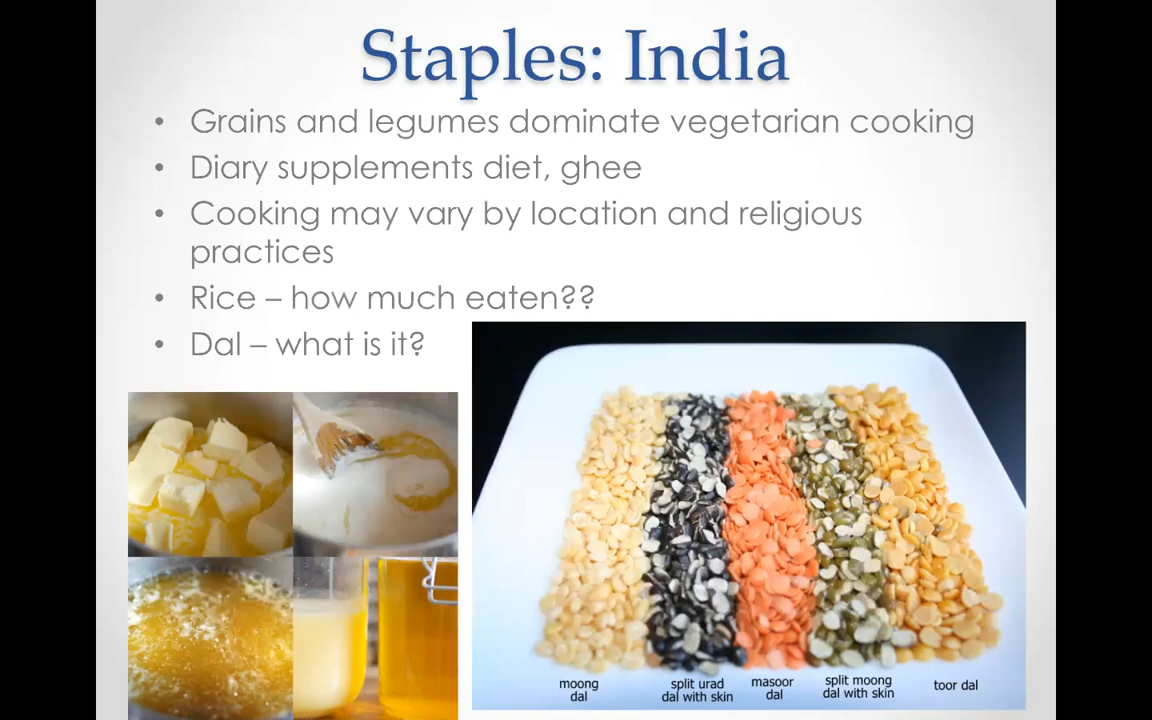 Staples: India
• Grains and legumes dominate vegetarian cooking
• Diary supplements diet, ghee
• Cooking may vary by location and religious
practices
• Rice – how much eaten??
• Dal – what is it?
moong
dal
split urad
dal with skin
masoor
dal
split moong
dal with skin
toor dal